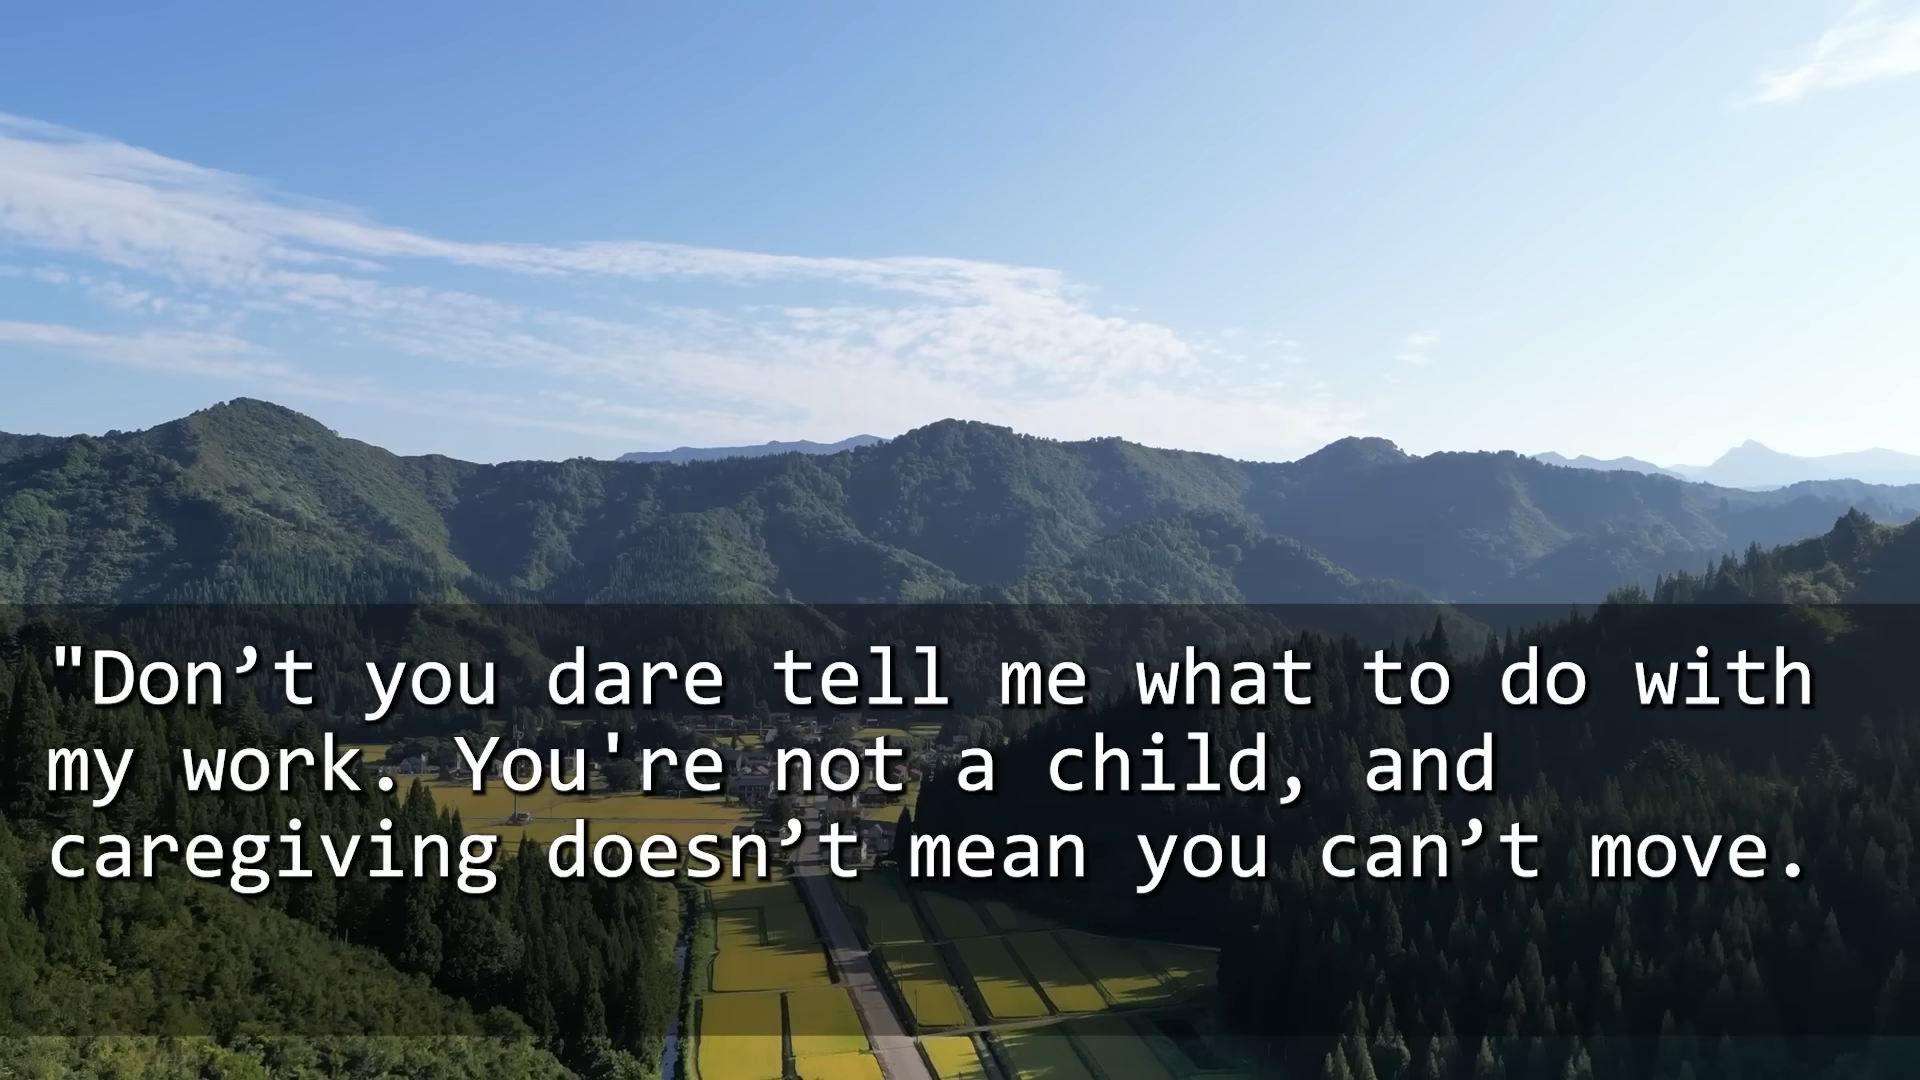 "Don’t you dare tell me what to do with
my work. You're not a child, and
caregiving doesn’t mean you can’t move.